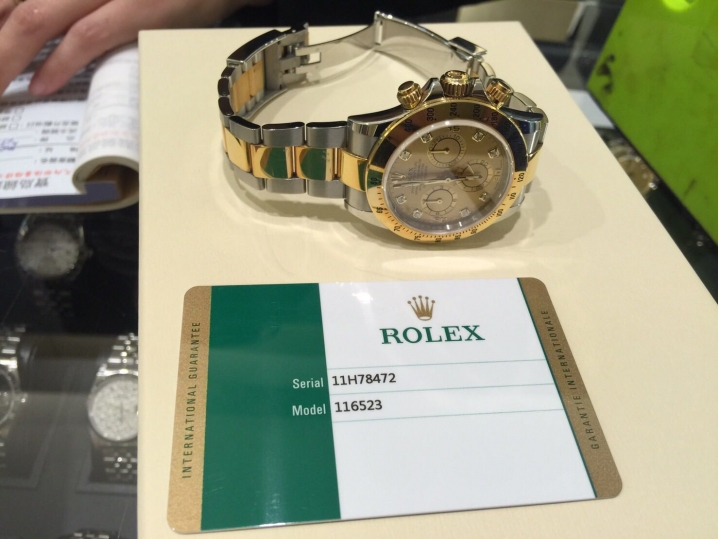 INTERNATIONAL GUARANTEE
ROLEX
Serial 11H78472
Model 116523
GARANTIE INTERNATIONALE